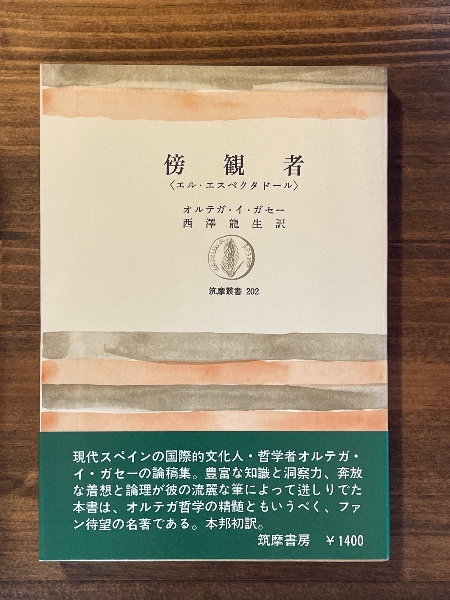 傍観者
〈エル・エスペクタドール〉
オルテガ・イ・ガセー
西澤龍生訳
筑摩叢書 202
現代スペインの国際的文化人・哲学者オルテガ・
イ・ガセーの論稿集。豊富な知識と洞察力、奔放
な着想と論理が彼の流麗な筆によって迸しりでた
本書は、オルテガ哲学の精髄ともいうべく、ファ
ン待望の名著である。本邦初訳。
筑摩書房 ￥1400